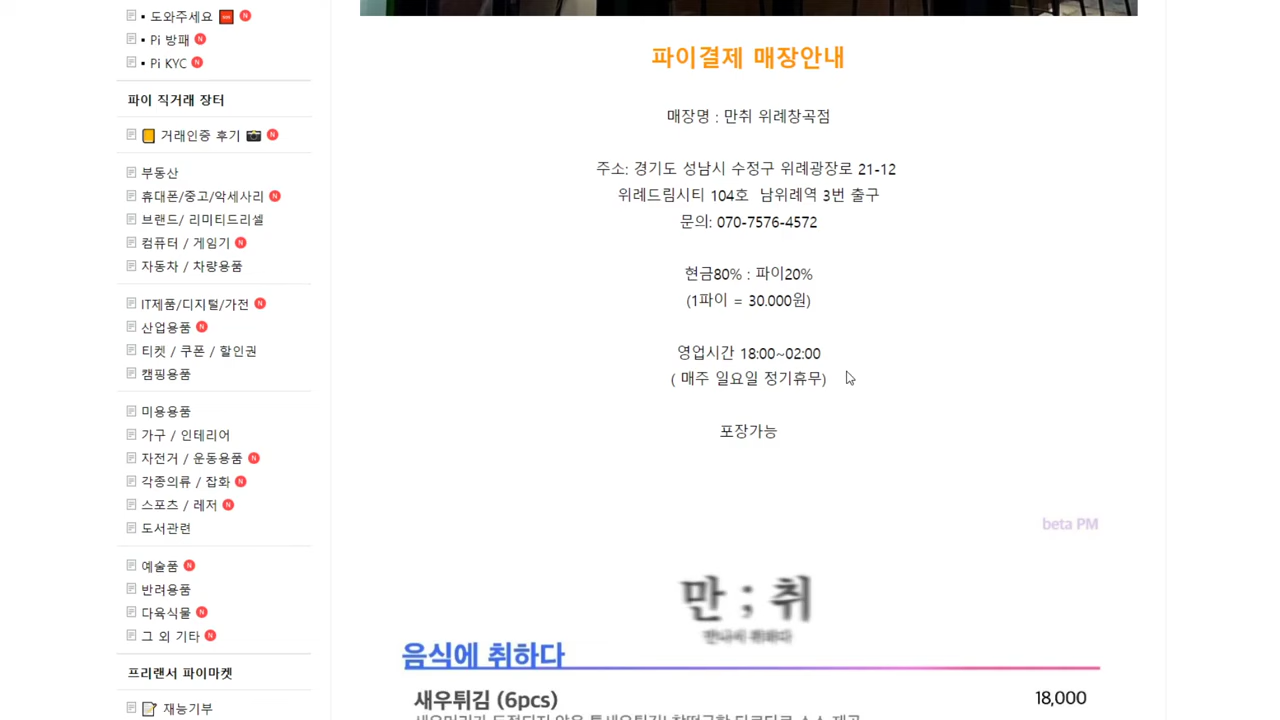 ▪ 도와주세요 🆘 N
▪ Pi 방패 N
▪ Pi KYC N
파이 직거래 장터
거래인증 후기 N
부동산
휴대폰/중고/악세사리 N
브랜드/ 리미티드리셀
컴퓨터 / 게임기 N
자동차 / 차량용품
IT제품/디지털/가전 N
산업용품 N
티켓 / 쿠폰 / 할인권
캠핑용품
미용용품
가구 / 인테리어
자전거 / 운동용품 N
각종의류 / 잡화 N
스포츠 / 레저 N
도서관련
예술품 N
반려용품
다육식물 N
그 외 기타 N
프리랜서 파이마켓
재능기부
파이결제 매장안내
매장명 : 만취 위례창곡점
주소: 경기도 성남시 수정구 위례광장로 21-12
위례드림시티 104호 남위례역 3번 출구
문의: 070-7576-4572
현금80% : 파이20%
(1파이 = 30.000원)
영업시간 18:00~02:00
( 매주 일요일 정기휴무)
포장가능
beta PM
만 ; 취
만나서 취하다
음식에 취하다
새우튀김 (6pcs) 18,000